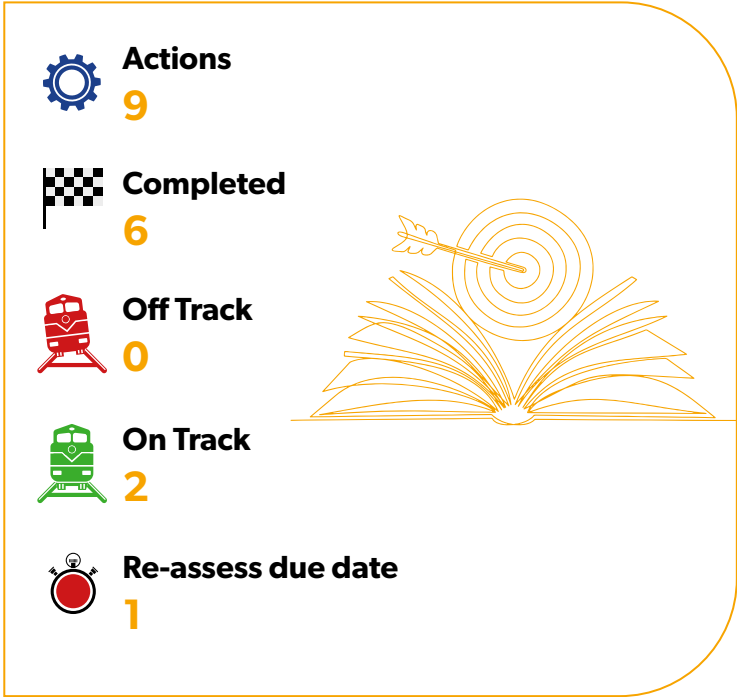 Actions
9
Completed
6
Off Track
0
On Track
2
Re-assess due date
1